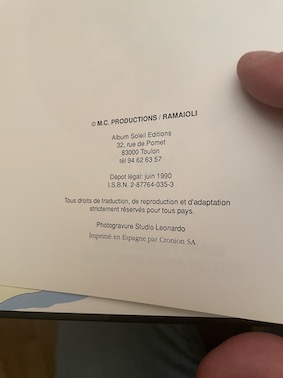 © M.C. PRODUCTIONS / RAMAIOLI
Album Soleil Editions
32, rue de Pomet
83000 Toulon
tél 94 62 63 57
Dépot légal: juin 1990
I.S.B.N. 2-87764-035-3
Tous droits de traduction, de reproduction et d'adaptation
strictement réservés pour tous pays.
Photogravure Studio Leonardo
Imprimé en Espagne par Cronion SA